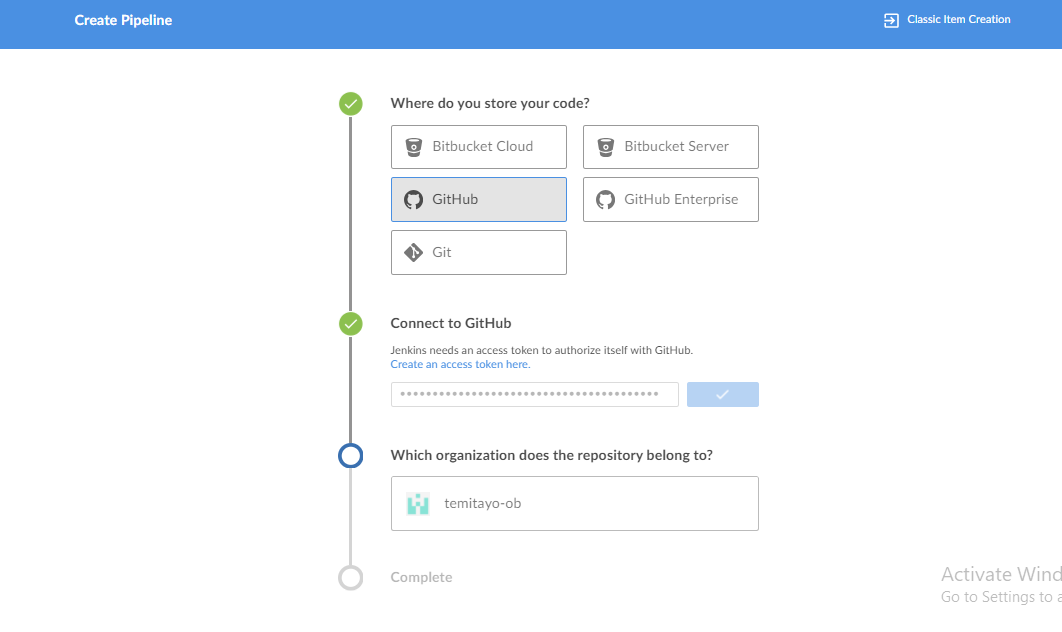 Create Pipeline
Classic Item Creation
Where do you store your code?
Bitbucket Cloud
Bitbucket Server
GitHub
GitHub Enterprise
Git
Connect to GitHub
Jenkins needs an access token to authorize itself with GitHub.
Create an access token here.
Which organization does the repository belong to?
temitayo-ob
Complete
Activate Wind
Go to Settings to a